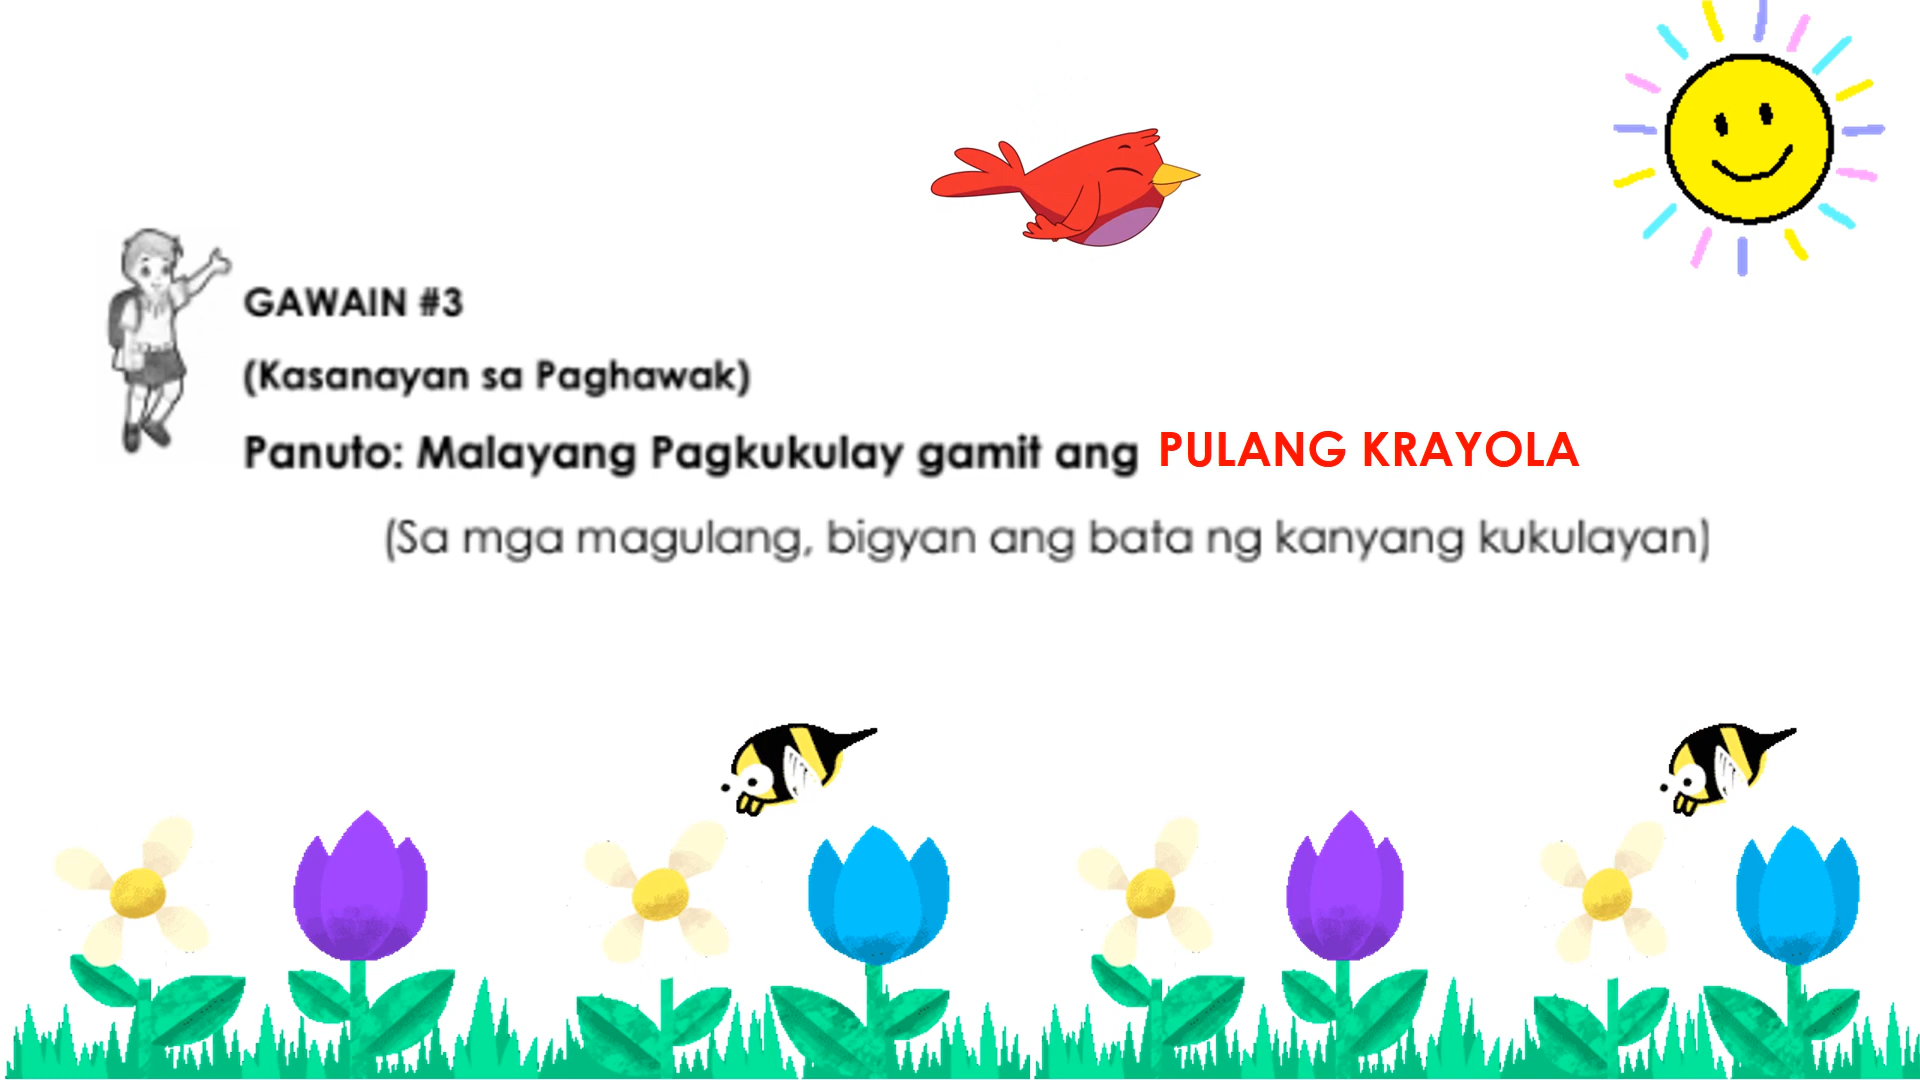 GAWAIN #3
(Kasanayan sa Paghawak)
Panuto: Malayang Pagkukulay gamit ang PULANG KRAYOLA
(Sa mga magulang, bigyan ang bata ng kanyang kukulayan)